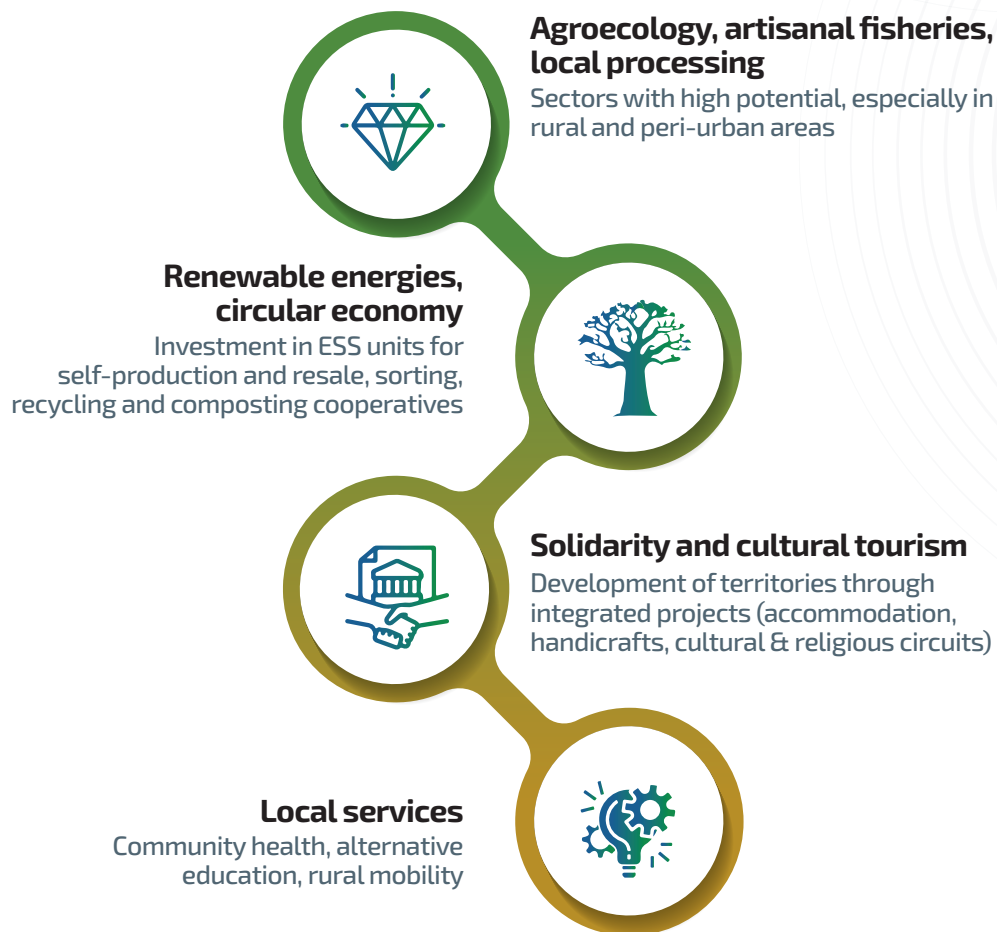 Agroecology, artisanal fisheries,
local processing
Sectors with high potential, especially in
rural and peri-urban areas
Renewable energies,
circular economy
Investment in ESS units for
self-production and resale, sorting,
recycling and composting cooperatives
Solidarity and cultural tourism
Development of territories through
integrated projects (accommodation,
handicrafts, cultural & religious circuits)
Local services
Community health, alternative
education, rural mobility